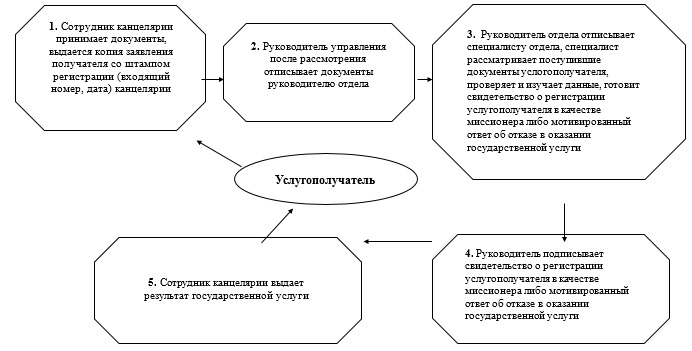 1. Сотрудник канцелярии
принимает документы,
выдается копия заявления
получателя со штампом
регистрации (входящий
номер, дата) канцелярии
2. Руководитель управления
после рассмотрения
отписывает документы
руководителю отдела
3. Руководитель отдела отписывает
специалисту отдела, специалист
рассматривает поступившие
документы услогополучателя,
проверяет и изучает данные, готовит
свидетельство о регистрации
услугополучателя в качестве
миссионера либо мотивированный
ответ об отказе в оказании
государственной услуги
Услугополучатель
4. Руководитель подписывает
свидетельство о регистрации
услугополучателя в качестве
миссионера либо мотивированный
ответ об отказе в оказании
государственной услуги
5. Сотрудник канцелярии выдает
результат государственной услуги